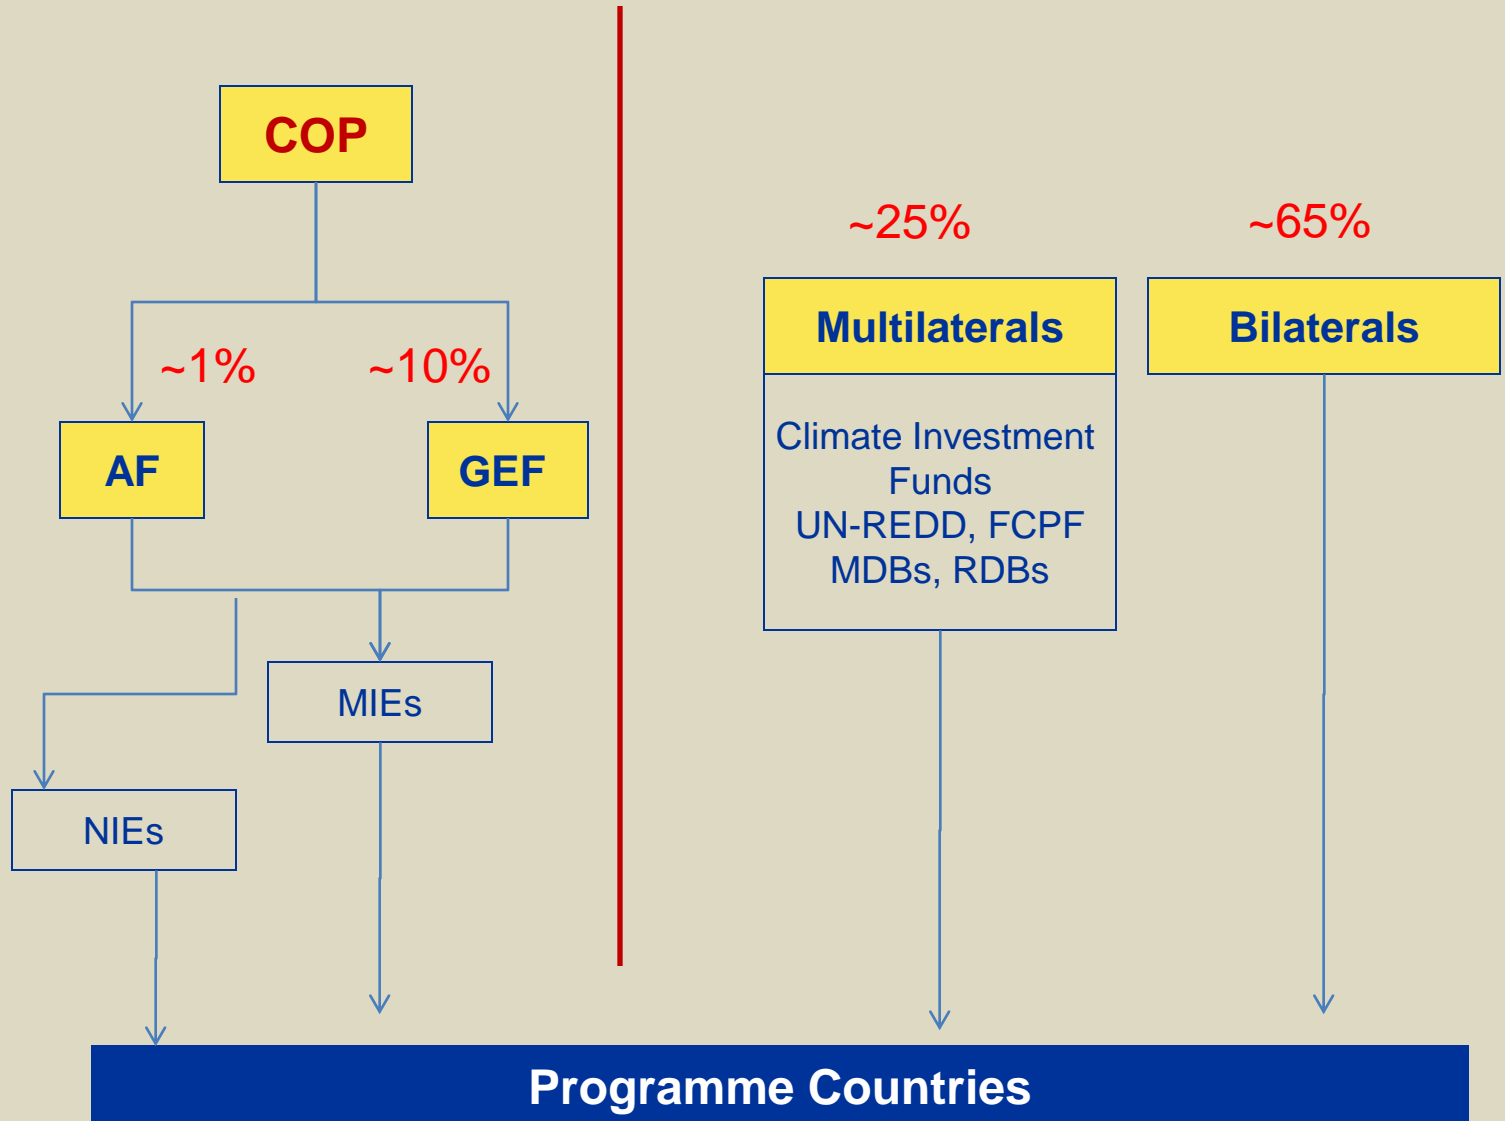 COP
~25%
~65%
Multilaterals
Bilaterals
~1%
~10%
AF
GEF
Climate Investment
Funds
UN-REDD, FCPF
MDBs, RDBs
MIEs
NIEs
Programme Countries